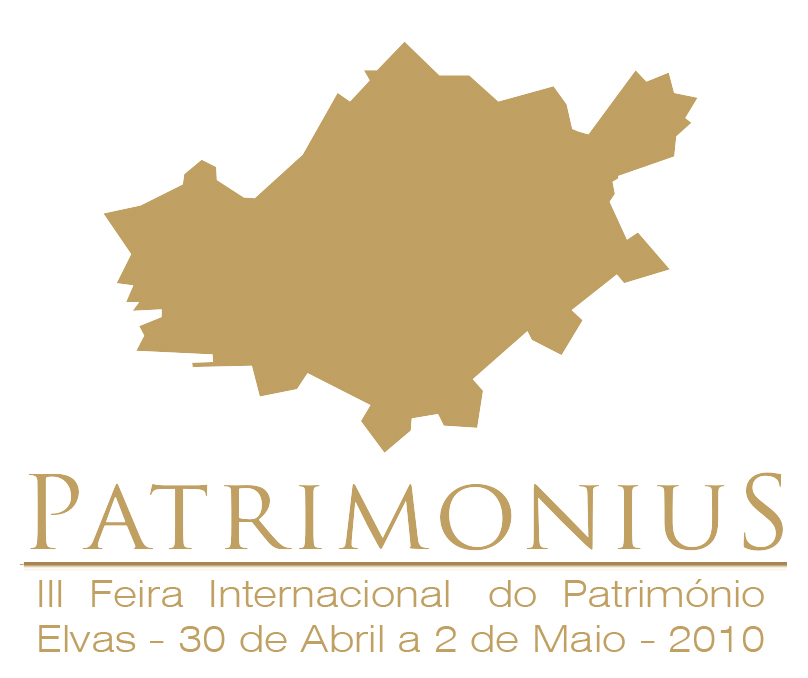 PATRIMONIUS
III Feira Internacional do Património
Elvas - 30 de Abril a 2 de Maio - 2010